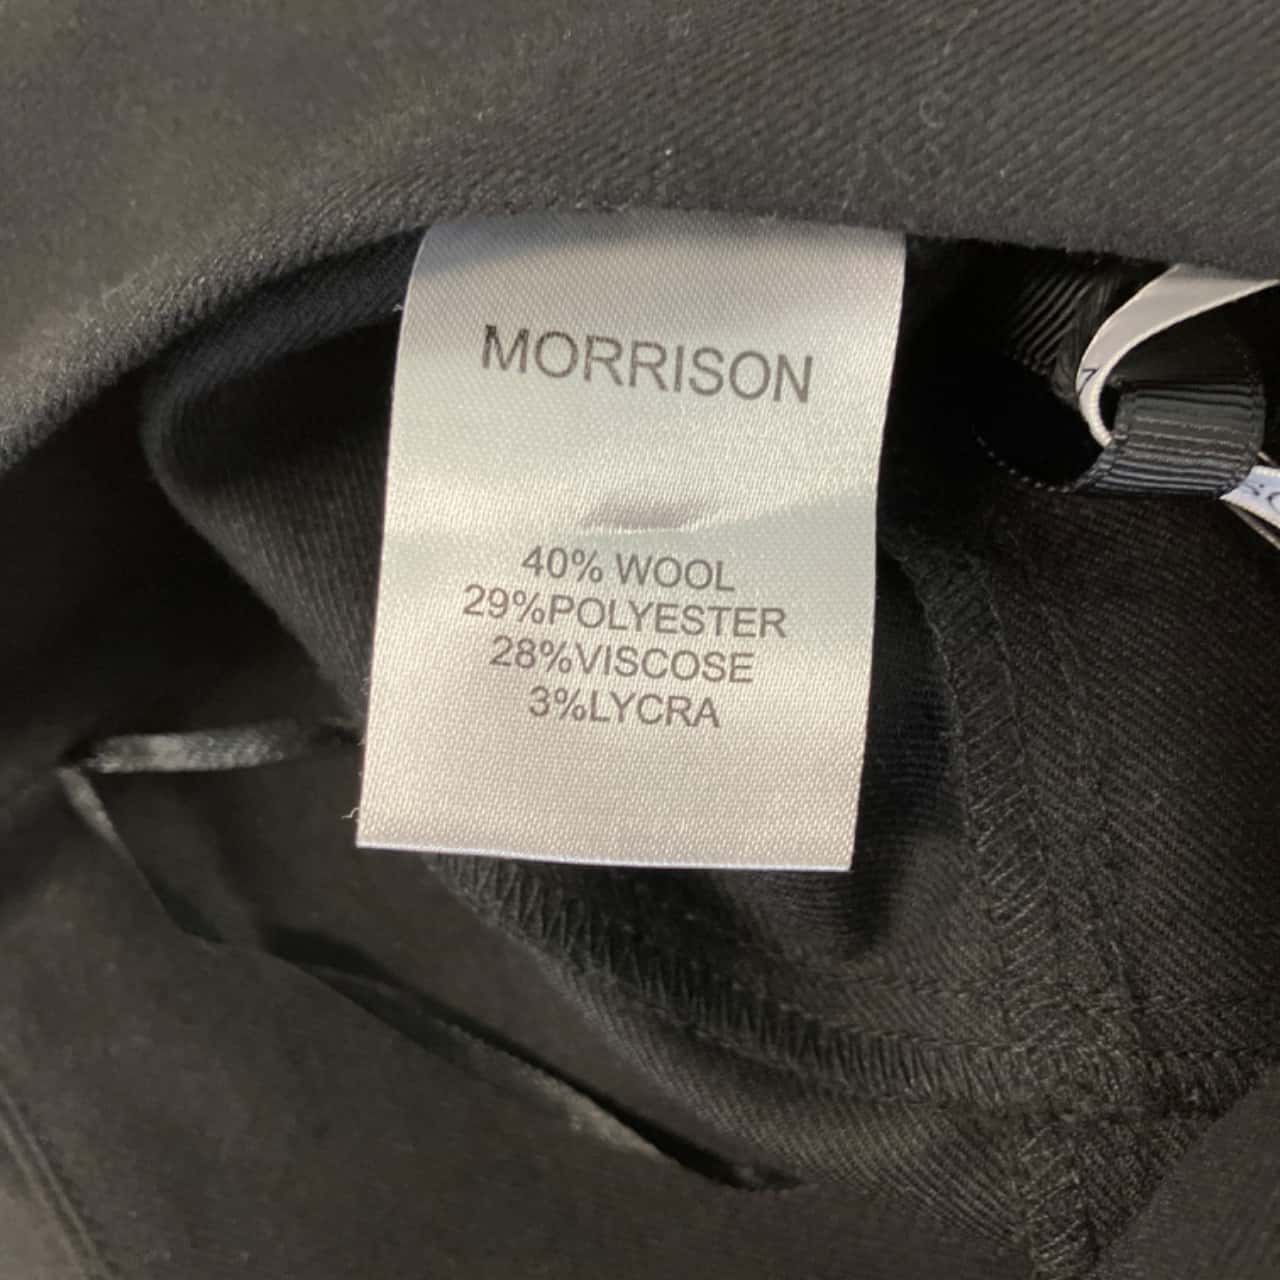 MORRISON
40% WOOL
29%POLYESTER
28%VISCOSE
3%LYCRA